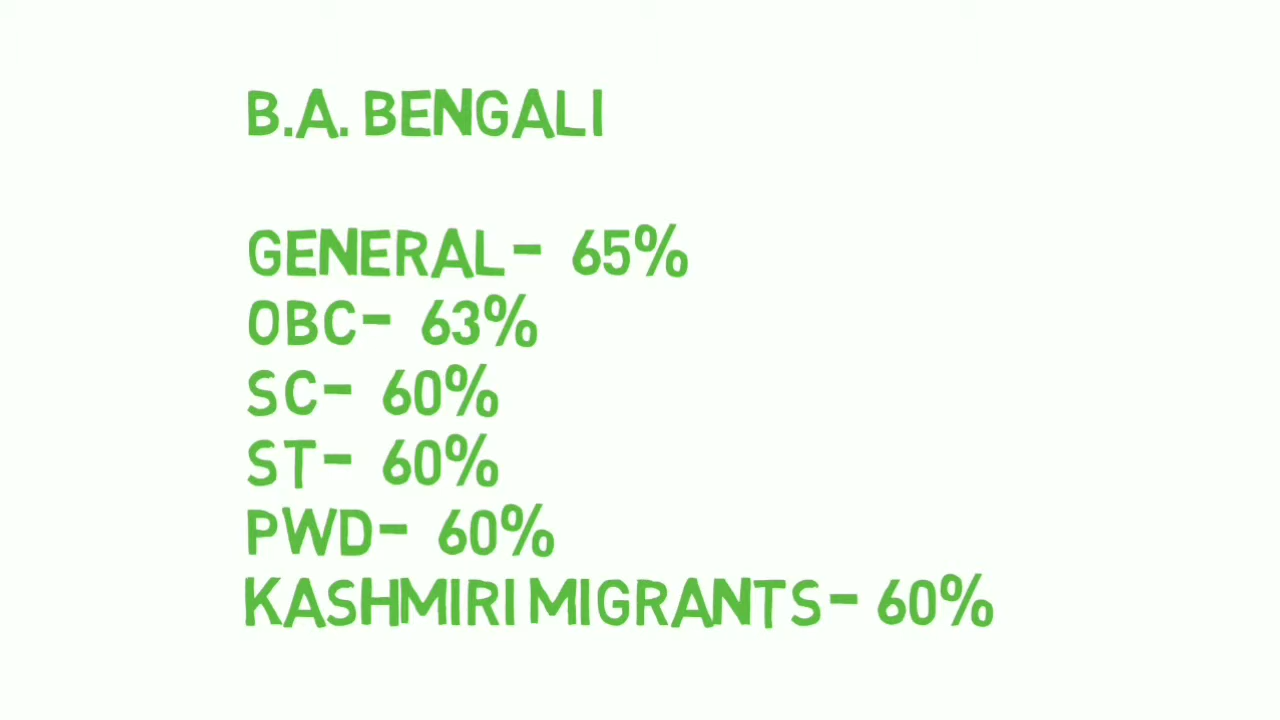 B.A. BENGALI
GENERAL- 65%
OBC- 63%
SC- 60%
ST- 60%
PWD- 60%
KASHMIRI MIGRANTS- 60%